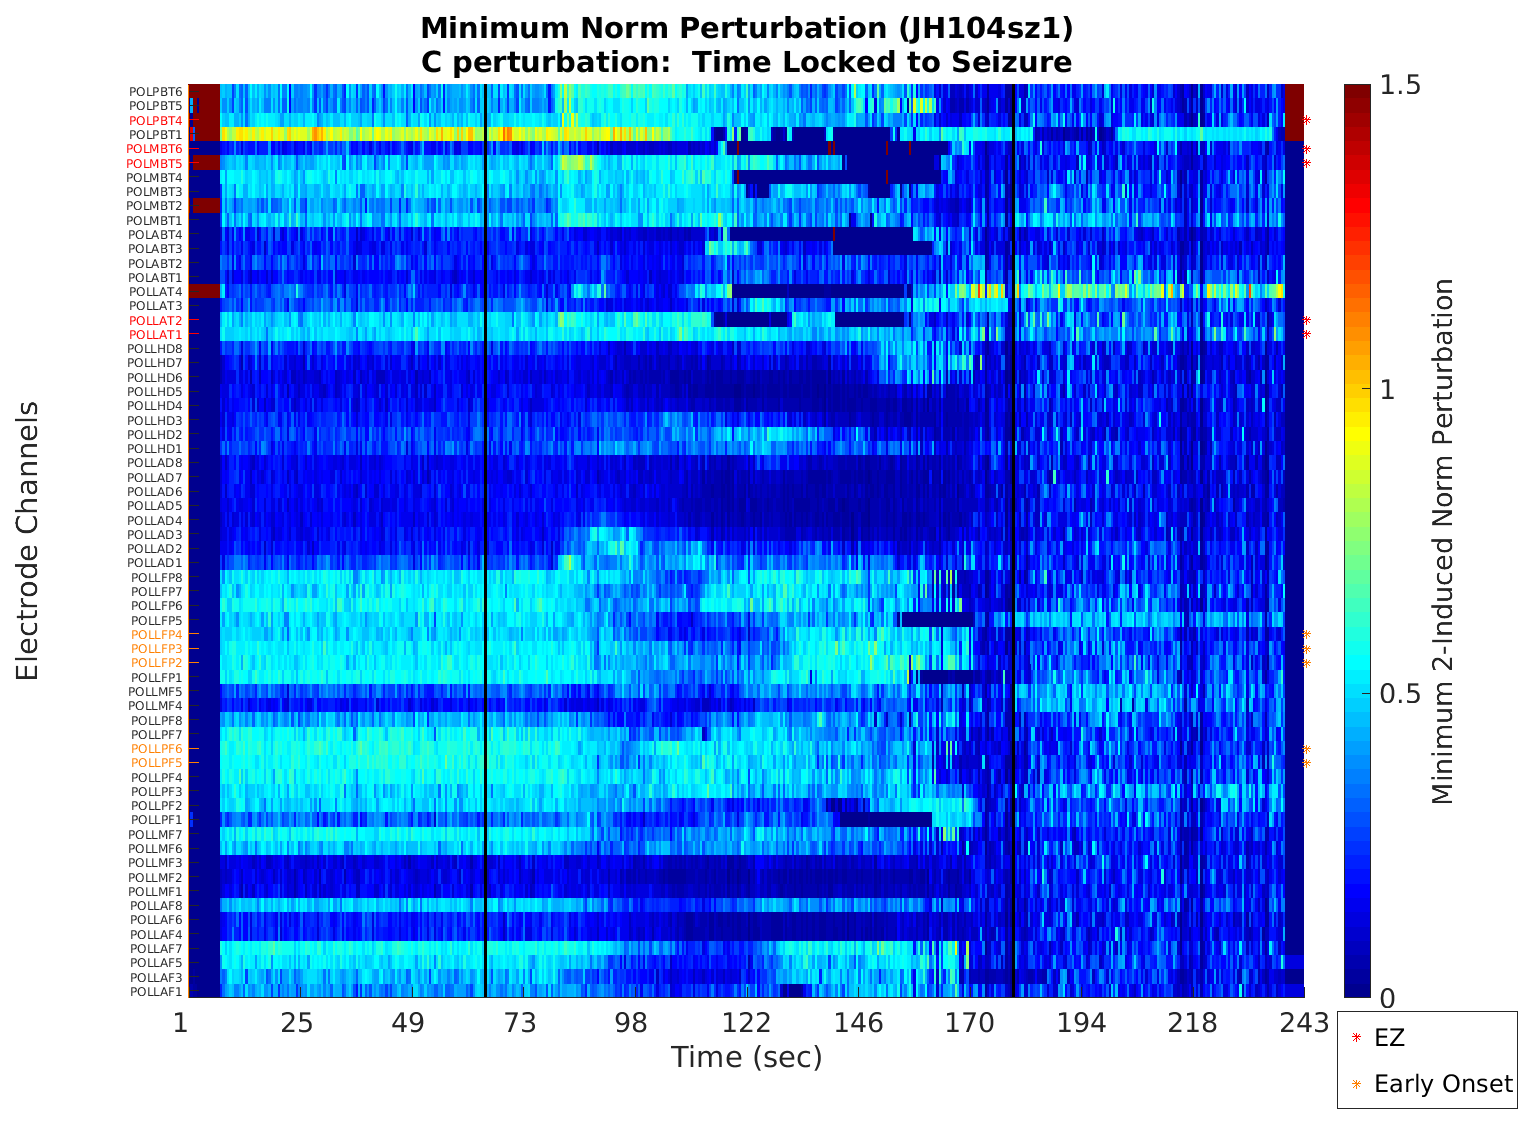 Minimum Norm Perturbation (JH104sz1)
C perturbation:  Time Locked to Seizure
Electrode Channels
POLPBT6
POLPBT5
POLPBT4
POLPBT1
POLMBT6
POLMBT5
POLMBT4
POLMBT3
POLMBT2
POLMBT1
POLABT4
POLABT3
POLABT2
POLABT1
POLLAT4
POLLAT3
POLLAT2
POLLAT1
POLLHD8
POLLHD7
POLLHD6
POLLHD5
POLLHD4
POLLHD3
POLLHD2
POLLHD1
POLLAD8
POLLAD7
POLLAD6
POLLAD5
POLLAD4
POLLAD3
POLLAD2
POLLAD1
POLLFP8
POLLFP7
POLLFP6
POLLFP5
POLLFP4
POLLFP3
POLLFP2
POLLFP1
POLLMF5
POLLMF4
POLLPF8
POLLPF7
POLLPF6
POLLPF5
POLLPF4
POLLPF3
POLLPF2
POLLPF1
POLLMF7
POLLMF6
POLLMF3
POLLMF2
POLLMF1
POLLAF8
POLLAF6
POLLAF4
POLLAF7
POLLAF5
POLLAF3
POLLAF1
1 25 49 73 98 122 146 170 194 218 243
Time (sec)
1.5
1
0.5
0
Minimum 2-Induced Norm Perturbation
EZ
Early Onset